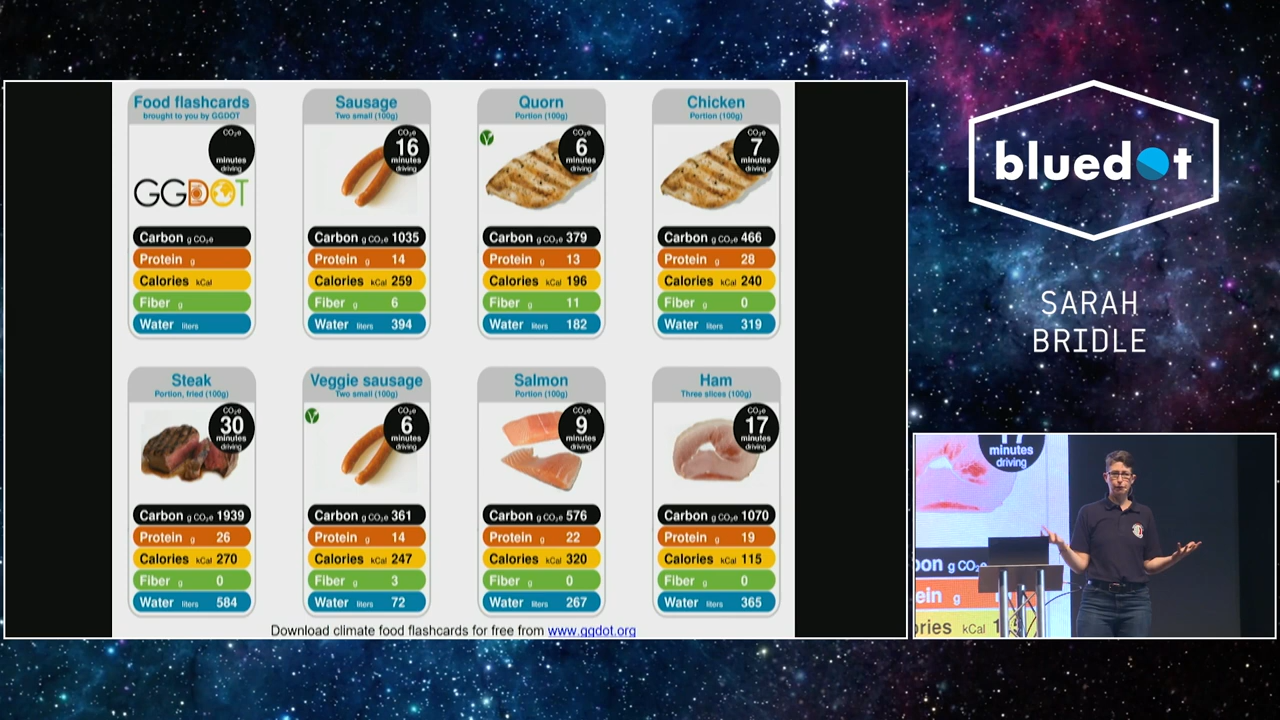 Food flashcards
brought to you by GGDOT
CO₂e
minutes
driving
GGDOT
Carbon g CO₂e
Protein g
Calories kCal
Fiber g
Water liters
Sausage
Two small (100g)
CO₂e
16
minutes
driving
Carbon g CO₂e 1035
Protein g 14
Calories kCal 259
Fiber g 6
Water liters 394
Quorn
Portion (100g)
V
CO₂e
6
minutes
driving
Carbon g CO₂e 379
Protein g 13
Calories kCal 196
Fiber g 11
Water liters 182
Chicken
Portion (100g)
CO₂e
7
minutes
driving
Carbon g CO₂e 466
Protein g 28
Calories kCal 240
Fiber g 0
Water liters 319
Steak
Portion, fried (100g)
CO₂e
30
minutes
driving
Carbon g CO₂e 1939
Protein g 26
Calories kCal 270
Fiber g 0
Water liters 584
Veggie sausage
Two small (100g)
V
CO₂e
6
minutes
driving
Carbon g CO₂e 361
Protein g 14
Calories kCal 247
Fiber g 3
Water liters 72
Salmon
Portion (100g)
CO₂e
9
minutes
driving
Carbon g CO₂e 576
Protein g 22
Calories kCal 320
Fiber g 0
Water liters 267
Ham
Three slices (100g)
CO₂e
17
minutes
driving
Carbon g CO₂e 1070
Protein g 19
Calories kCal 115
Fiber g 0
Water liters 365
Download climate food flashcards for free from www.ggdot.org
bluedot
SARAH
BRIDLE
17
minutes
driving
bon g CO₂
ein g
ories kCal 1